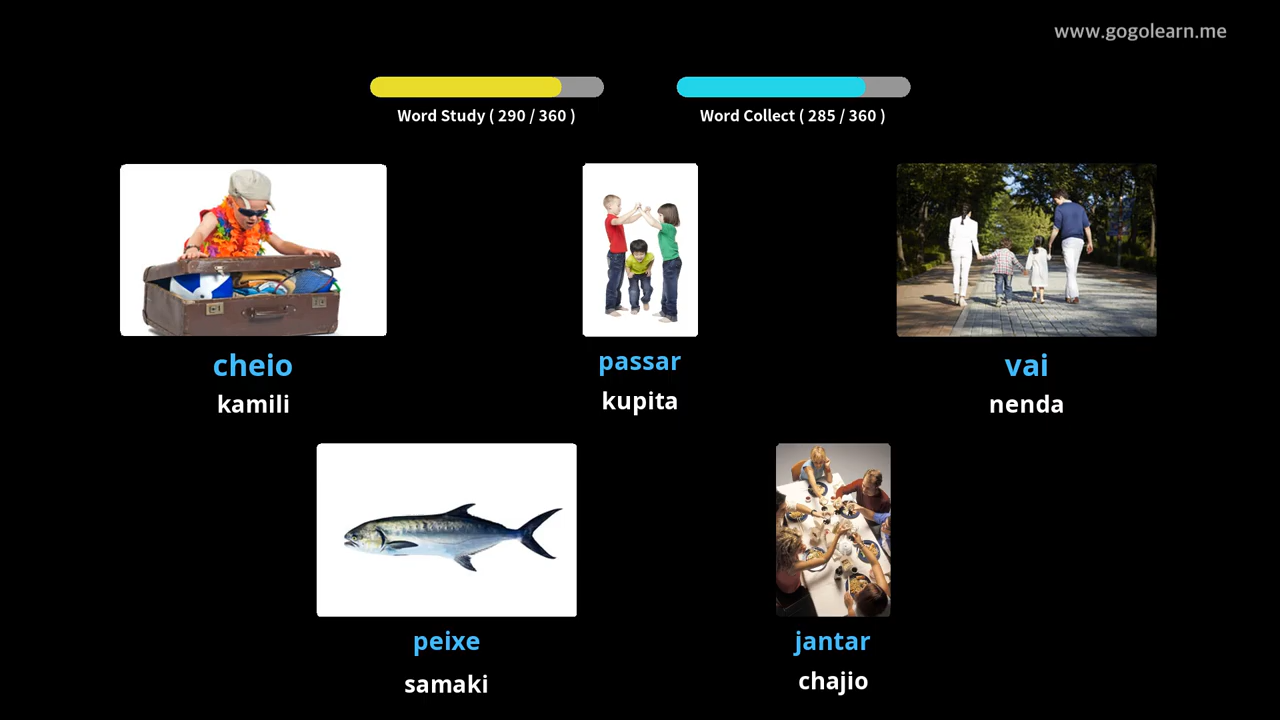 www.gogolearn.me
Word Study ( 290 / 360 )
Word Collect ( 285 / 360 )
cheio
kamili
passar
kupita
vai
nenda
peixe
samaki
jantar
chajio